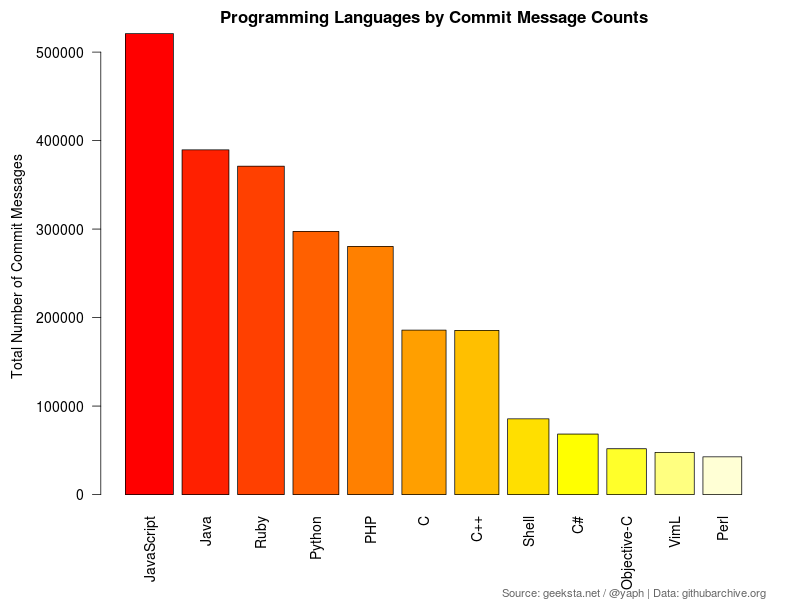 Programming Languages by Commit Message Counts
Total Number of Commit Messages
500000
400000
300000
200000
100000
0
JavaScript
Java
Ruby
Python
PHP
C
C++
Shell
C#
Objective-C
VimL
Perl
Source: geeksta.net / @yaph | Data: githubarchive.org